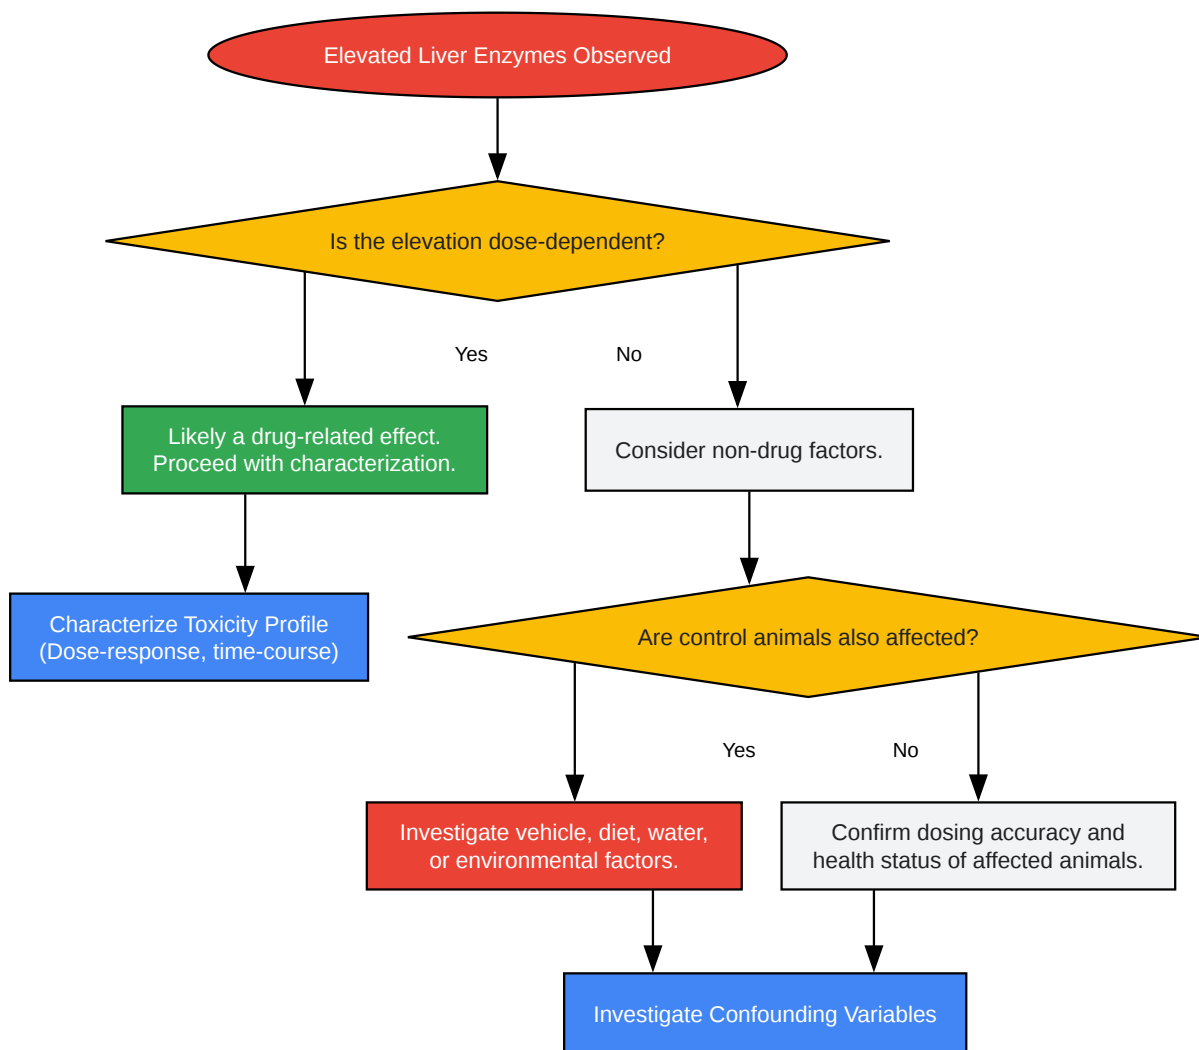 Elevated Liver Enzymes Observed
Is the elevation dose-dependent?
Yes
No
Likely a drug-related effect.
Proceed with characterization.
Consider non-drug factors.
Characterize Toxicity Profile
(Dose-response, time-course)
Are control animals also affected?
Yes
No
Investigate vehicle, diet, water,
or environmental factors.
Confirm dosing accuracy and
health status of affected animals.
Investigate Confounding Variables